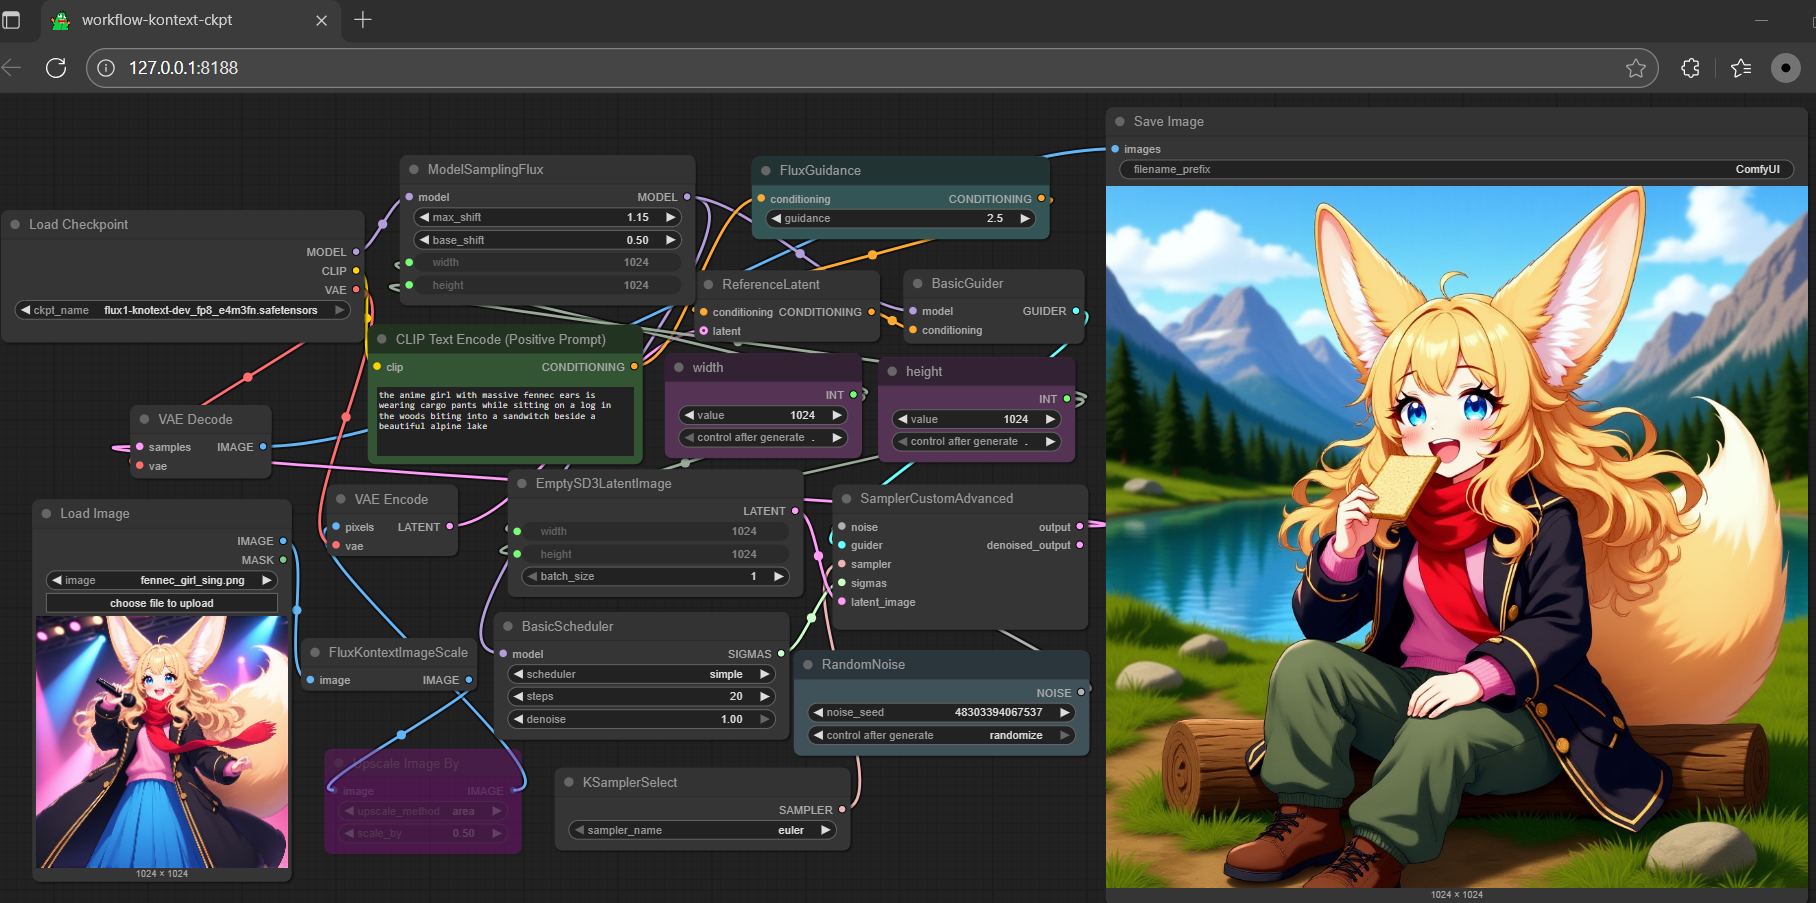 workflow-kontext-ckpt
127.0.0.1:8188
Save Image
images
filename_prefix ComfyUI
1024 × 1024
ModelSamplingFlux
model MODEL
max_shift 1.15
base_shift 0.50
width 1024
height 1024
FluxGuidance
conditioning CONDITIONING
guidance 2.5
Load Checkpoint
MODEL
CLIP
VAE
ckpt_name flux1-knotext-dev_fp8_e4m3fn.safetensors
ReferenceLatent
conditioning CONDITIONING
latent
BasicGuider
model GUIDER
conditioning
CLIP Text Encode (Positive Prompt)
clip CONDITIONING
the anime girl with massive fennec ears is
wearing cargo pants while sitting on a log in
the woods biting into a sandwitch beside a
beautiful alpine lake
width
INT
value 1024
control after generate .
height
INT
value 1024
control after generate .
VAE Decode
samples IMAGE
vae
VAE Encode
pixels LATENT
vae
EmptySD3LatentImage
LATENT
width 1024
height 1024
batch_size 1
SamplerCustomAdvanced
noise output
guider denoised_output
sampler
sigmas
latent_image
Load Image
IMAGE
MASK
image fennec_girl_sing.png
choose file to upload
1024 × 1024
FluxKontextImageScale
image IMAGE
BasicScheduler
model SIGMAS
scheduler simple
steps 20
denoise 1.00
RandomNoise
NOISE
noise_seed 48303394067537
control after generate randomize
Upscale Image By
image IMAGE
upscale_method area
scale_by 0.50
KSamplerSelect
SAMPLER
sampler_name euler